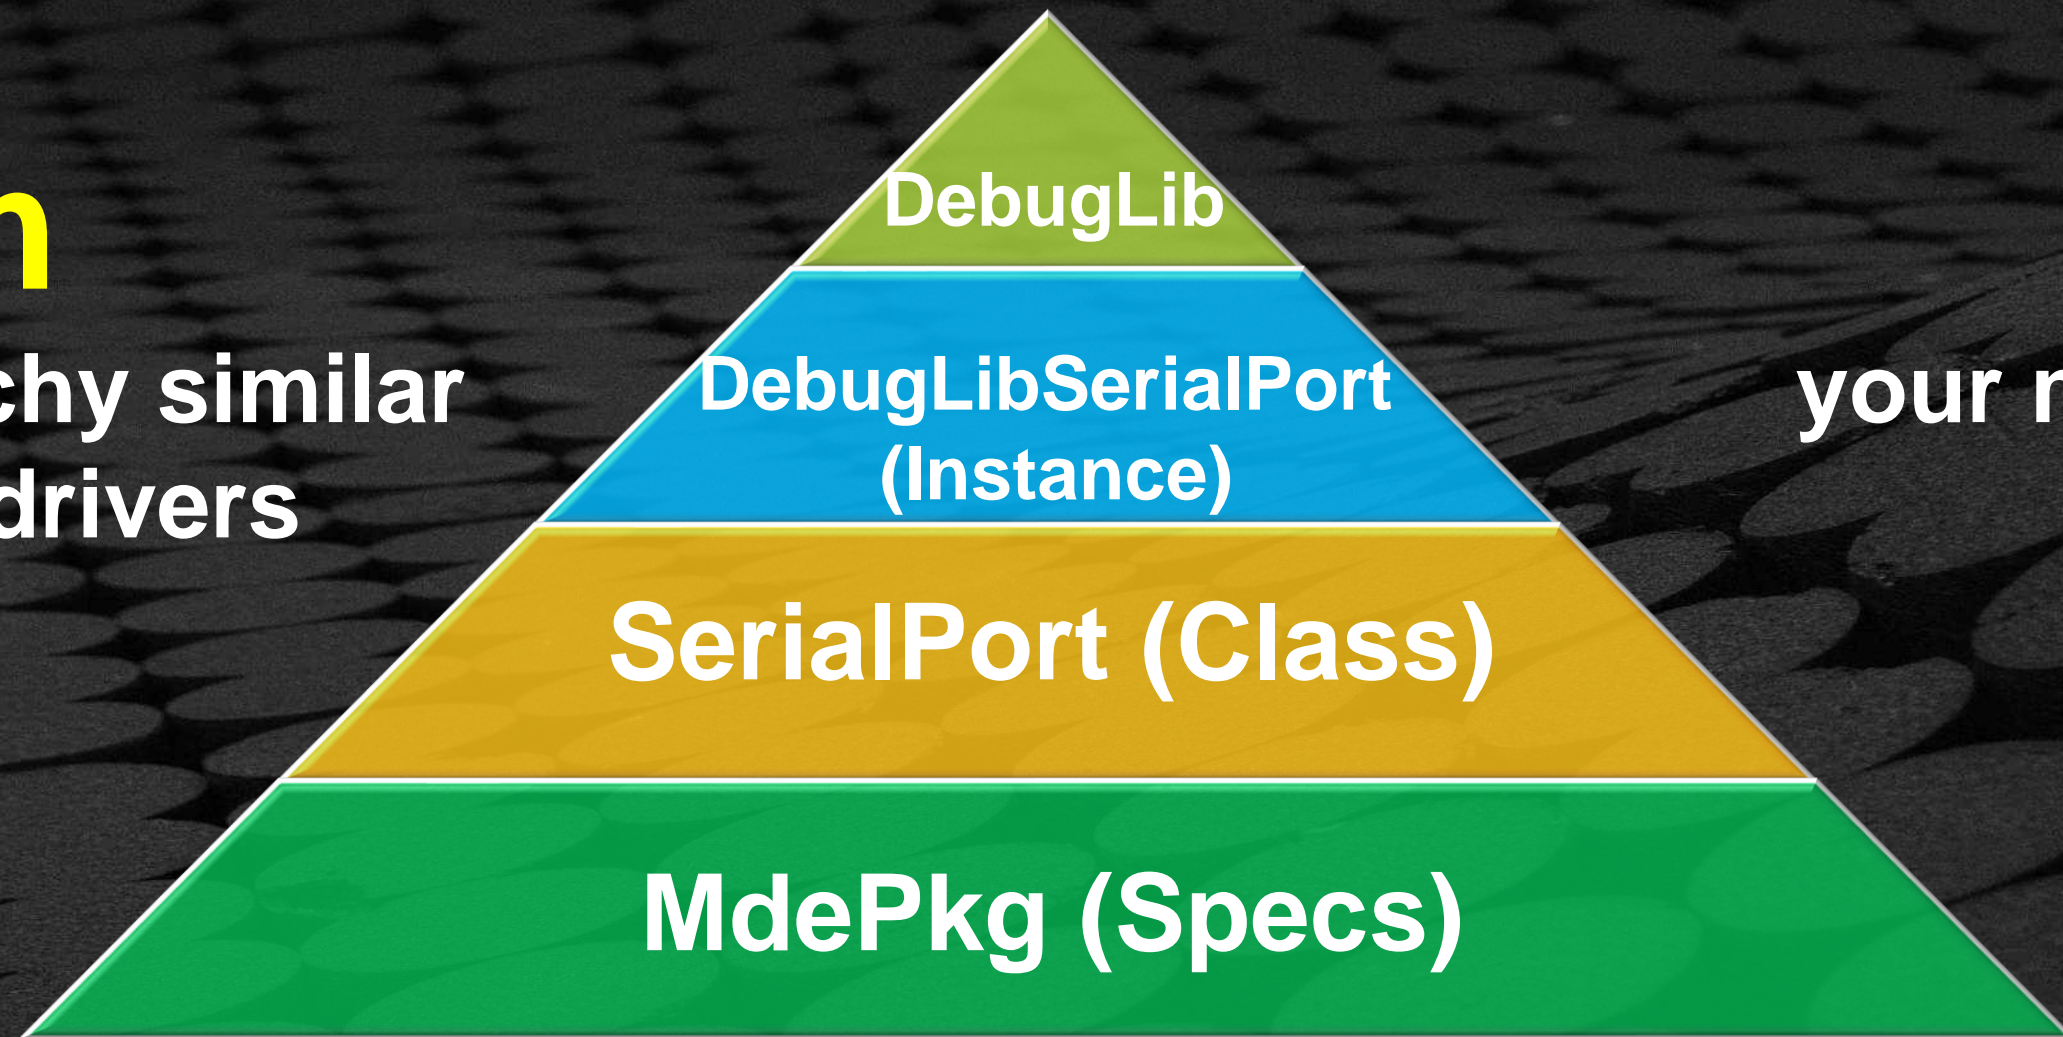 DebugLib
chy similar
drivers
DebugLibSerialPort
(Instance)
your
SerialPort (Class)
MdePkg (Specs)